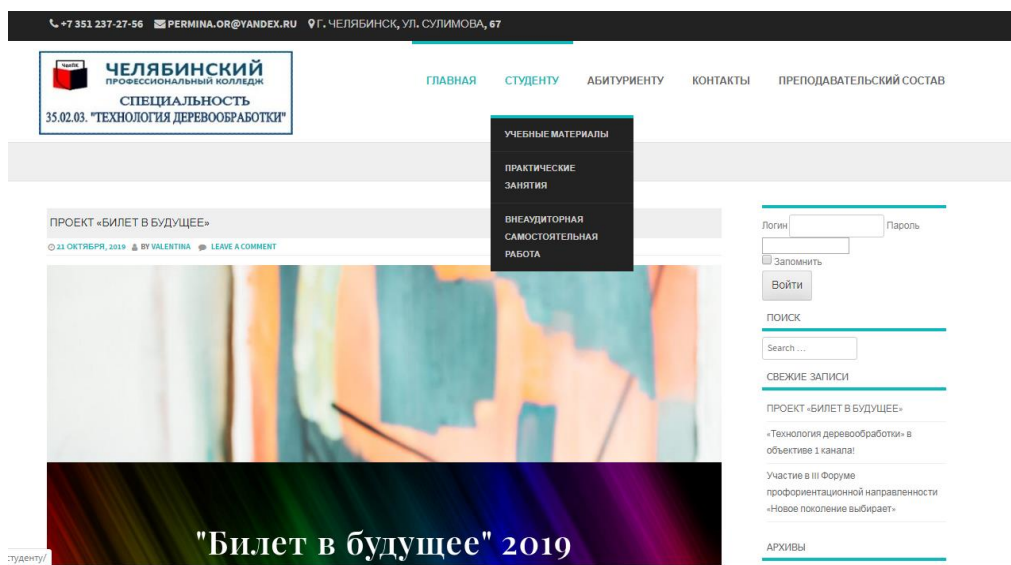 +7 351 237-27-56 PERMINA.OR@YANDEX.RU Г. ЧЕЛЯБИНСК, УЛ. СУЛИМОВА, 67
ЧелПК
ЧЕЛЯБИНСКИЙ
ПРОФЕССИОНАЛЬНЫЙ КОЛЛЕДЖ
СПЕЦИАЛЬНОСТЬ
35.02.03. "ТЕХНОЛОГИЯ ДЕРЕВООБРАБОТКИ"
ГЛАВНАЯ СТУДЕНТУ АБИТУРИЕНТУ КОНТАКТЫ ПРЕПОДАВАТЕЛЬСКИЙ СОСТАВ
УЧЕБНЫЕ МАТЕРИАЛЫ
ПРАКТИЧЕСКИЕ
ЗАНЯТИЯ
ВНЕАУДИТОРНАЯ
САМОСТОЯТЕЛЬНАЯ
РАБОТА
ПРОЕКТ «БИЛЕТ В БУДУЩЕЕ»
21 ОКТЯБРЯ, 2019 BY VALENTINA LEAVE A COMMENT
"Билет в будущее" 2019
студенту/
Логин Пароль
Запомнить
Войти
ПОИСК
Search …
СВЕЖИЕ ЗАПИСИ
ПРОЕКТ «БИЛЕТ В БУДУЩЕЕ»
«Технология деревообработки» в
объективе 1 канала!
Участие в III Форуме
профориентационной направленности
«Новое поколение выбирает»
АРХИВЫ